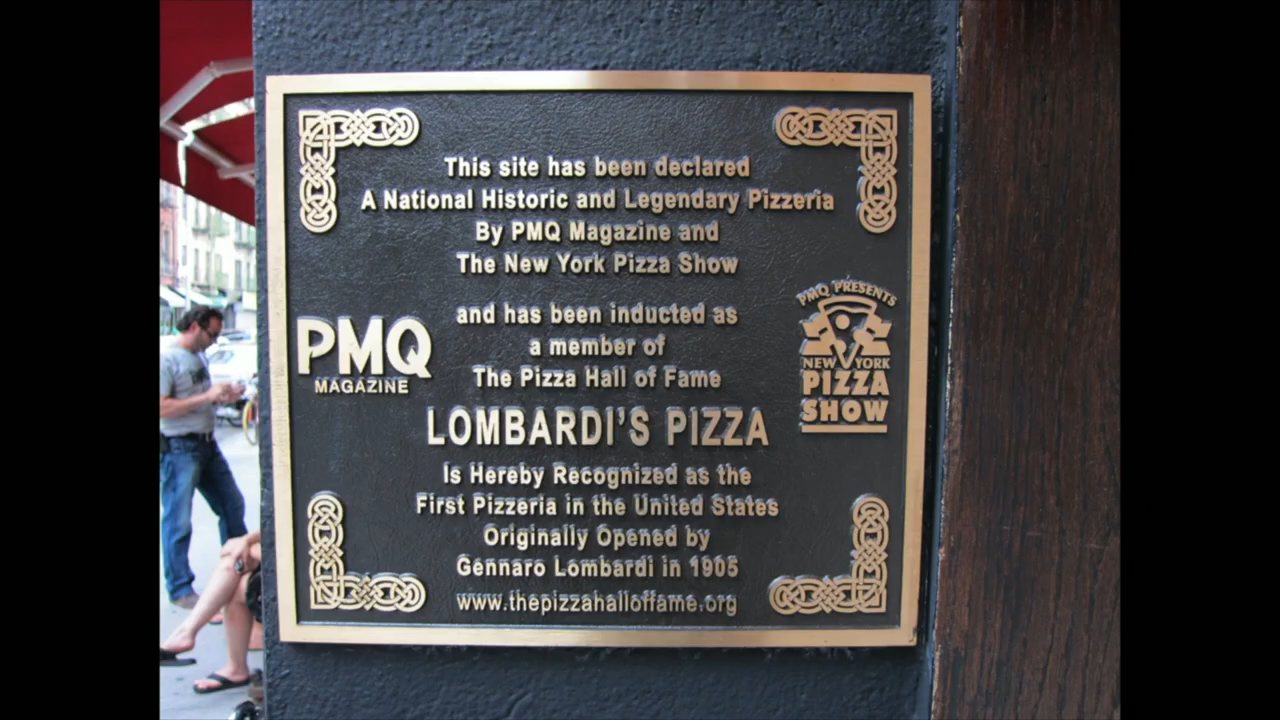 This site has been declared
A National Historic and Legendary Pizzeria
By PMQ Magazine and
The New York Pizza Show
and has been inducted as
a member of
The Pizza Hall of Fame
LOMBARDI'S PIZZA
Is Hereby Recognized as the
First Pizzeria in the United States
Originally Opened by
Gennaro Lombardi in 1905
www.thepizzahalloffame.org
PMQ
MAGAZINE
PMQ PRESENTS
NEW YORK
PIZZA
SHOW